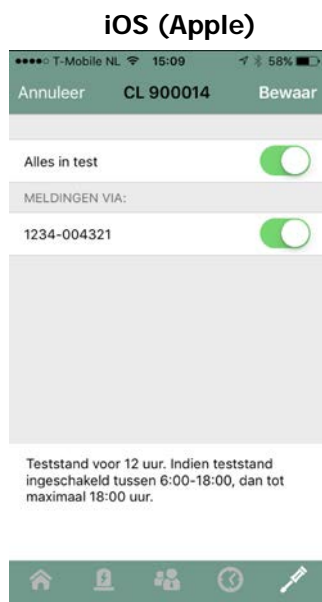 iOS (Apple)
T-Mobile NL 15:09 58%
Annuleer CL 900014 Bewaar
Alles in test
MELDINGEN VIA:
1234-004321
Teststand voor 12 uur. Indien teststand
ingeschakeld tussen 6:00-18:00, dan tot
maximaal 18:00 uur.